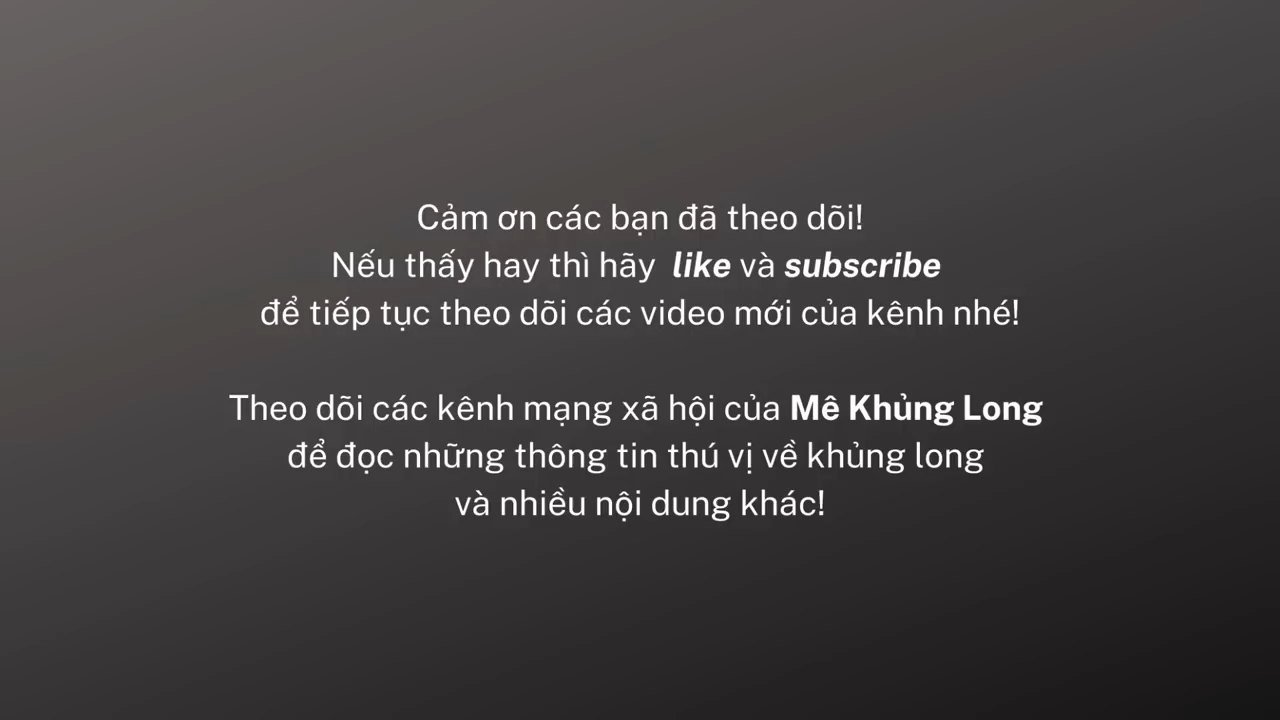 Cảm ơn các bạn đã theo dõi!
Nếu thấy hay thì hãy like và subscribe
để tiếp tục theo dõi các video mới của kênh nhé!
Theo dõi các kênh mạng xã hội của Mê Khủng Long
để đọc những thông tin thú vị về khủng long
và nhiều nội dung khác!